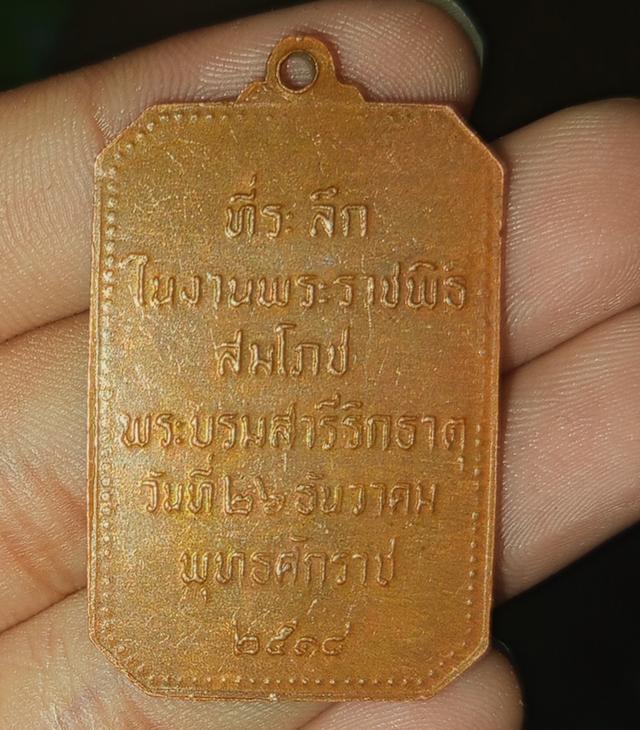 ที่ระลึก
ในงานพระราชพิธี
สมโภช
พระบรมสารีริกธาตุ
วันที่ ๒๖ ธันวาคม
พุทธศักราช
๒๕๑๘